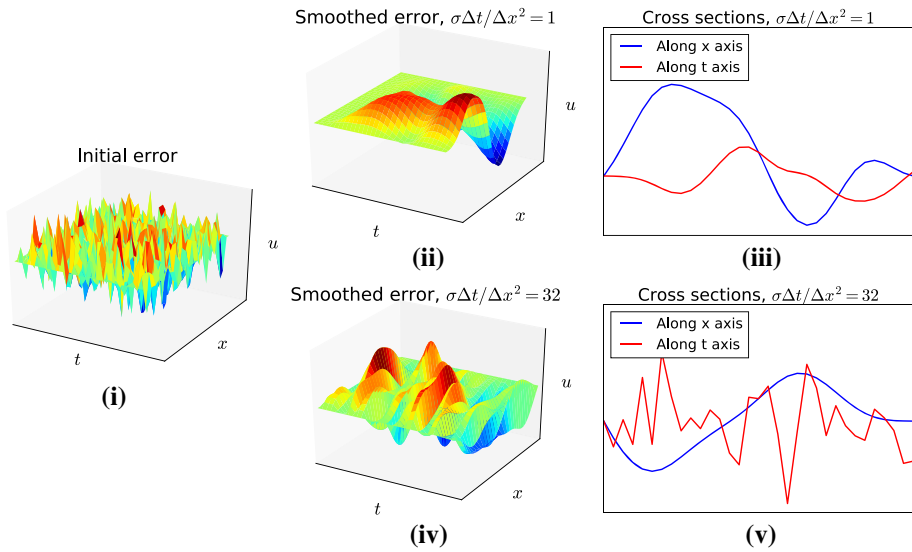 Initial error
u
x
t
(i)
Smoothed error, σΔt/Δx² = 1
u
x
t
(ii)
Cross sections, σΔt/Δx² = 1
Along x axis
Along t axis
(iii)
Smoothed error, σΔt/Δx² = 32
u
x
t
(iv)
Cross sections, σΔt/Δx² = 32
Along x axis
Along t axis
(v)